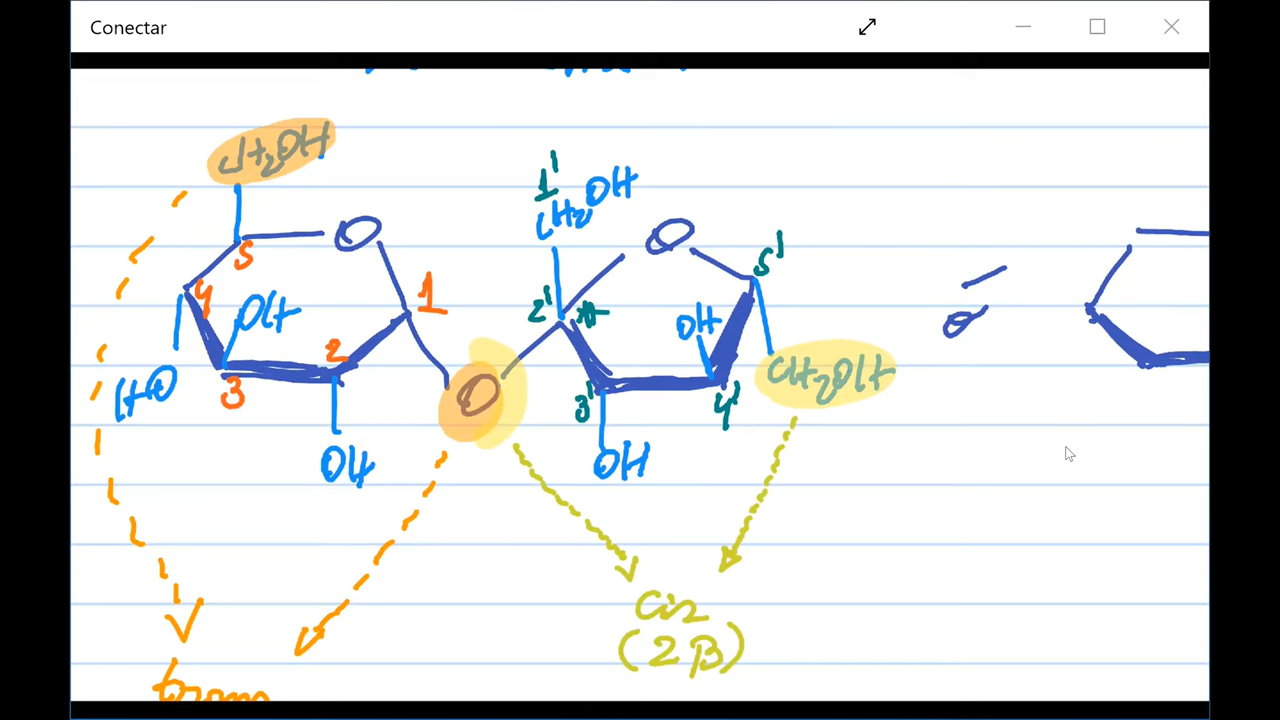 Conectar
CH2OH
1'
CH2OH
O
O
5'
5
4
OH
1
2'
*
OH
2
HO
3
O
3'
4'
CH2OH
OH
OH
Cis
(2β)
trans